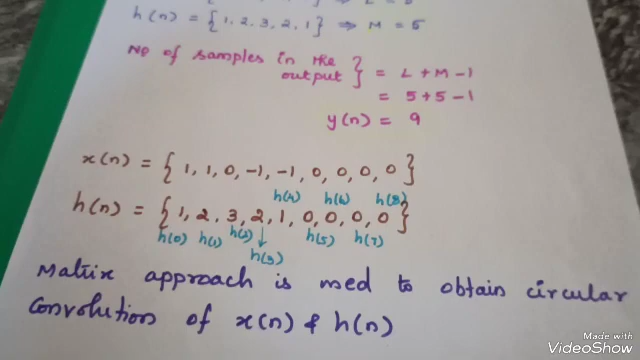 h(n) = { 1, 2, 3, 2, 1 } ⇒ M = 5
No of samples in the output } = L + M - 1
= 5 + 5 - 1
y(n) = 9
x(n) = { 1, 1, 0, -1, -1, 0, 0, 0, 0 }
h(4) h(6) h(8)
h(n) = { 1, 2, 3, 2, 1, 0, 0, 0, 0 }
h(0) h(1) h(2) ↓ h(5) h(7)
h(3)
Matrix approach is used to obtain circular
convolution of x(n) & h(n)
Made with
VideoShow